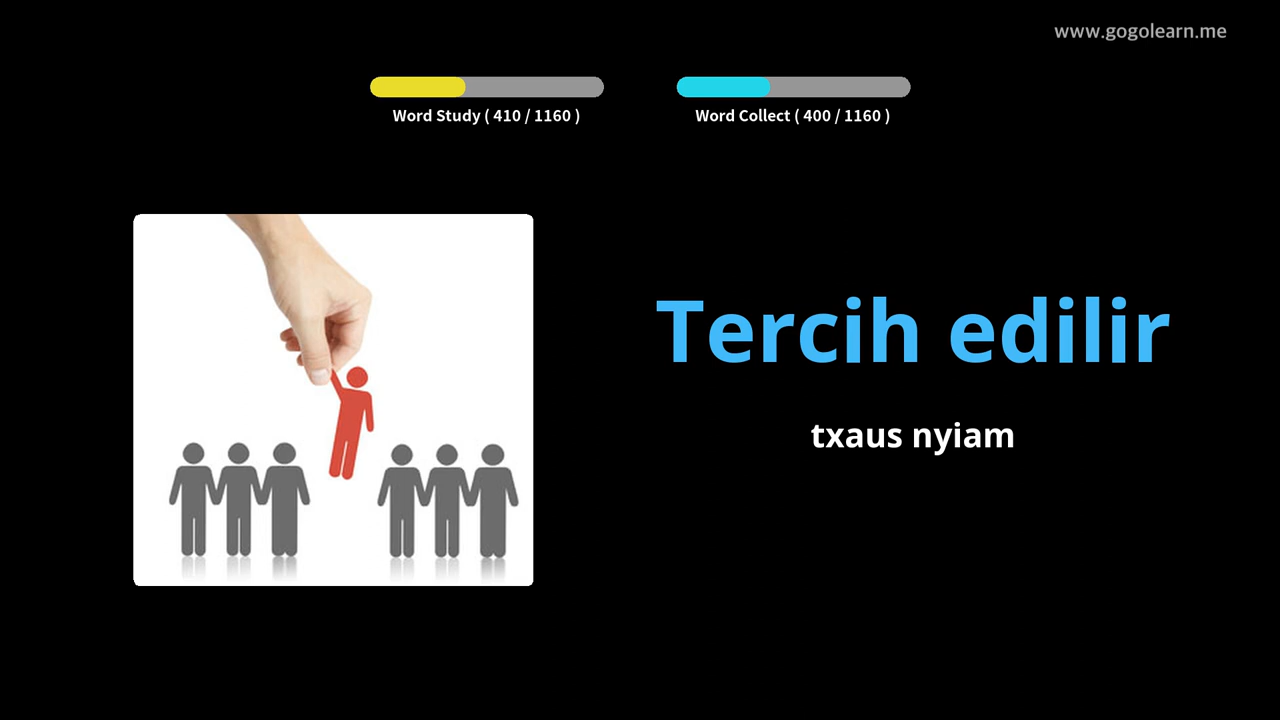 www.gogolearn.me
Word Study ( 410 / 1160 )
Word Collect ( 400 / 1160 )
Tercih edilir
txaus nyiam